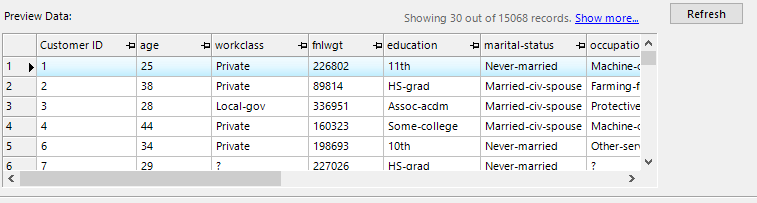 Preview Data: Showing 30 out of 15068 records. Show more... Refresh
Customer ID age workclass fnlwgt education marital-status occupatio
1 1 25 Private 226802 11th Never-married Machine-c
2 2 38 Private 89814 HS-grad Married-civ-spouse Farming-f
3 3 28 Local-gov 336951 Assoc-acdm Married-civ-spouse Protective
4 4 44 Private 160323 Some-college Married-civ-spouse Machine-c
5 6 34 Private 198693 10th Never-married Other-ser
6 7 29 ? 227026 HS-grad Never-married ?